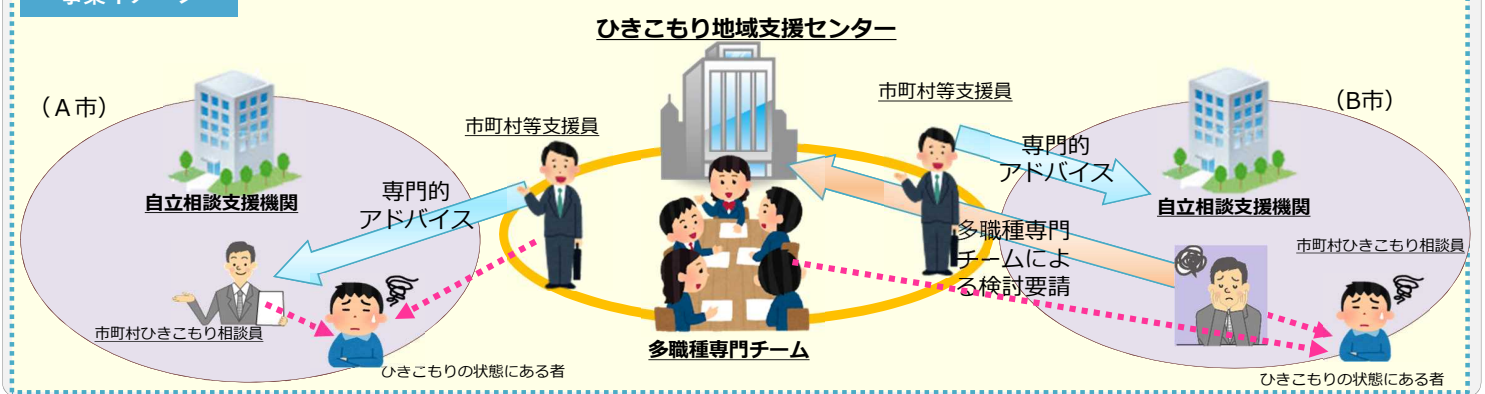 ひきこもり地域支援センター
（A市）
自立相談支援機関
市町村ひきこもり相談員
ひきこもりの状態にある者
専門的
アドバイス
市町村等支援員
多職種専門チーム
市町村等支援員
専門的
アドバイス
多職種専門
チームによ
る検討要請
（B市）
自立相談支援機関
市町村ひきこもり相談員
ひきこもりの状態にある者